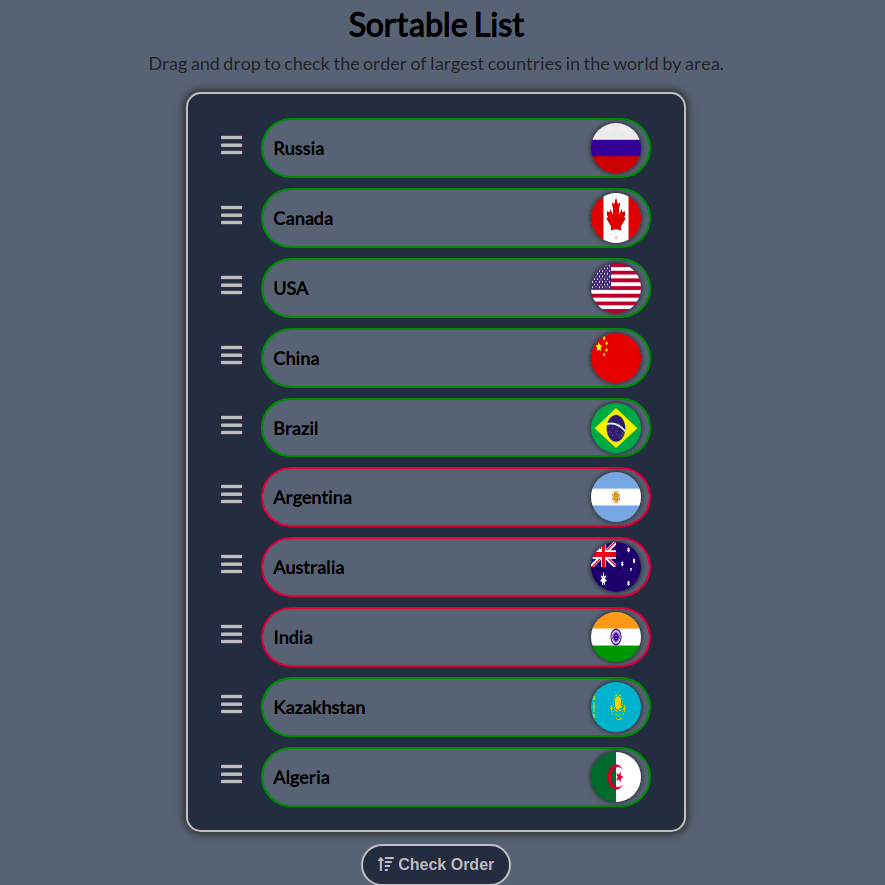 Sortable List
Drag and drop to check the order of largest countries in the world by area.
Russia
Canada
USA
China
Brazil
Argentina
Australia
India
Kazakhstan
Algeria
Check Order